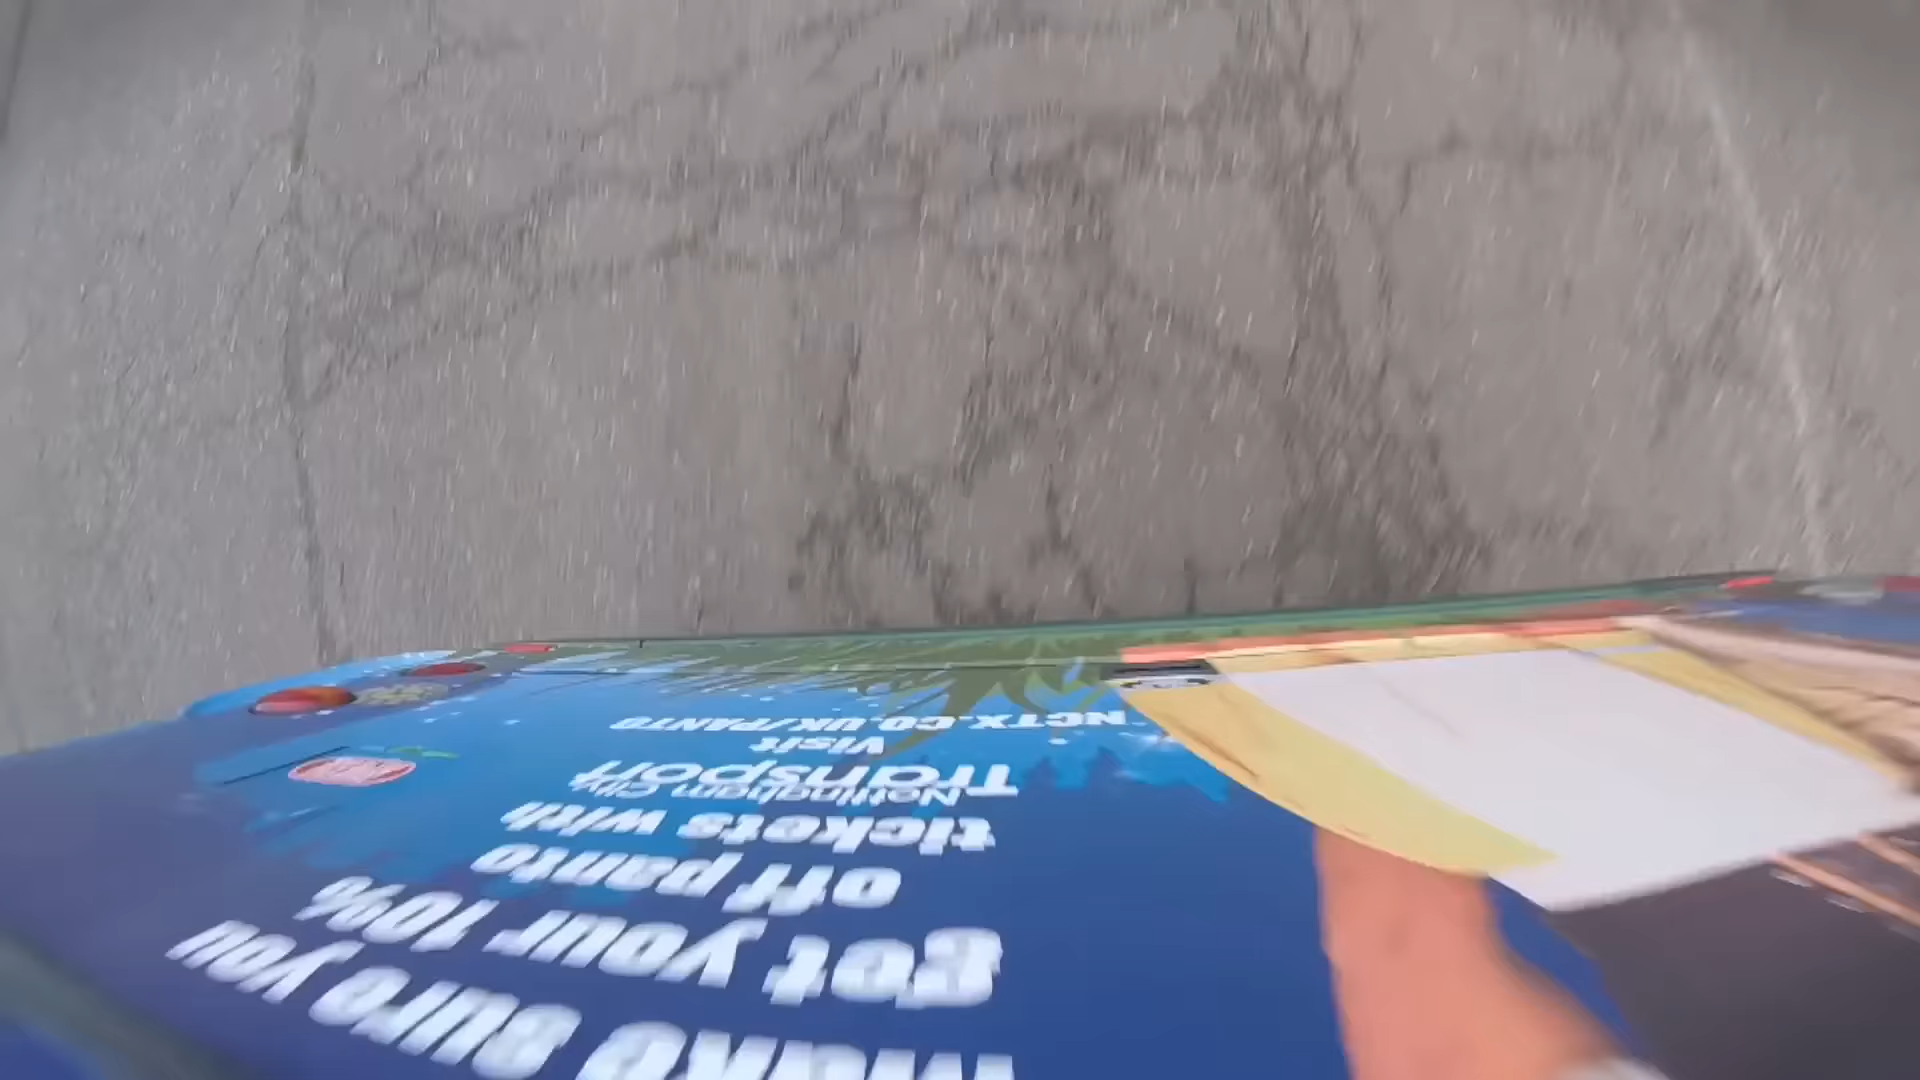 Make sure you
get your 10%
off panto
tickets with
Nottingham City
Transport
Visit
NCTX.CO.UK/PANTO